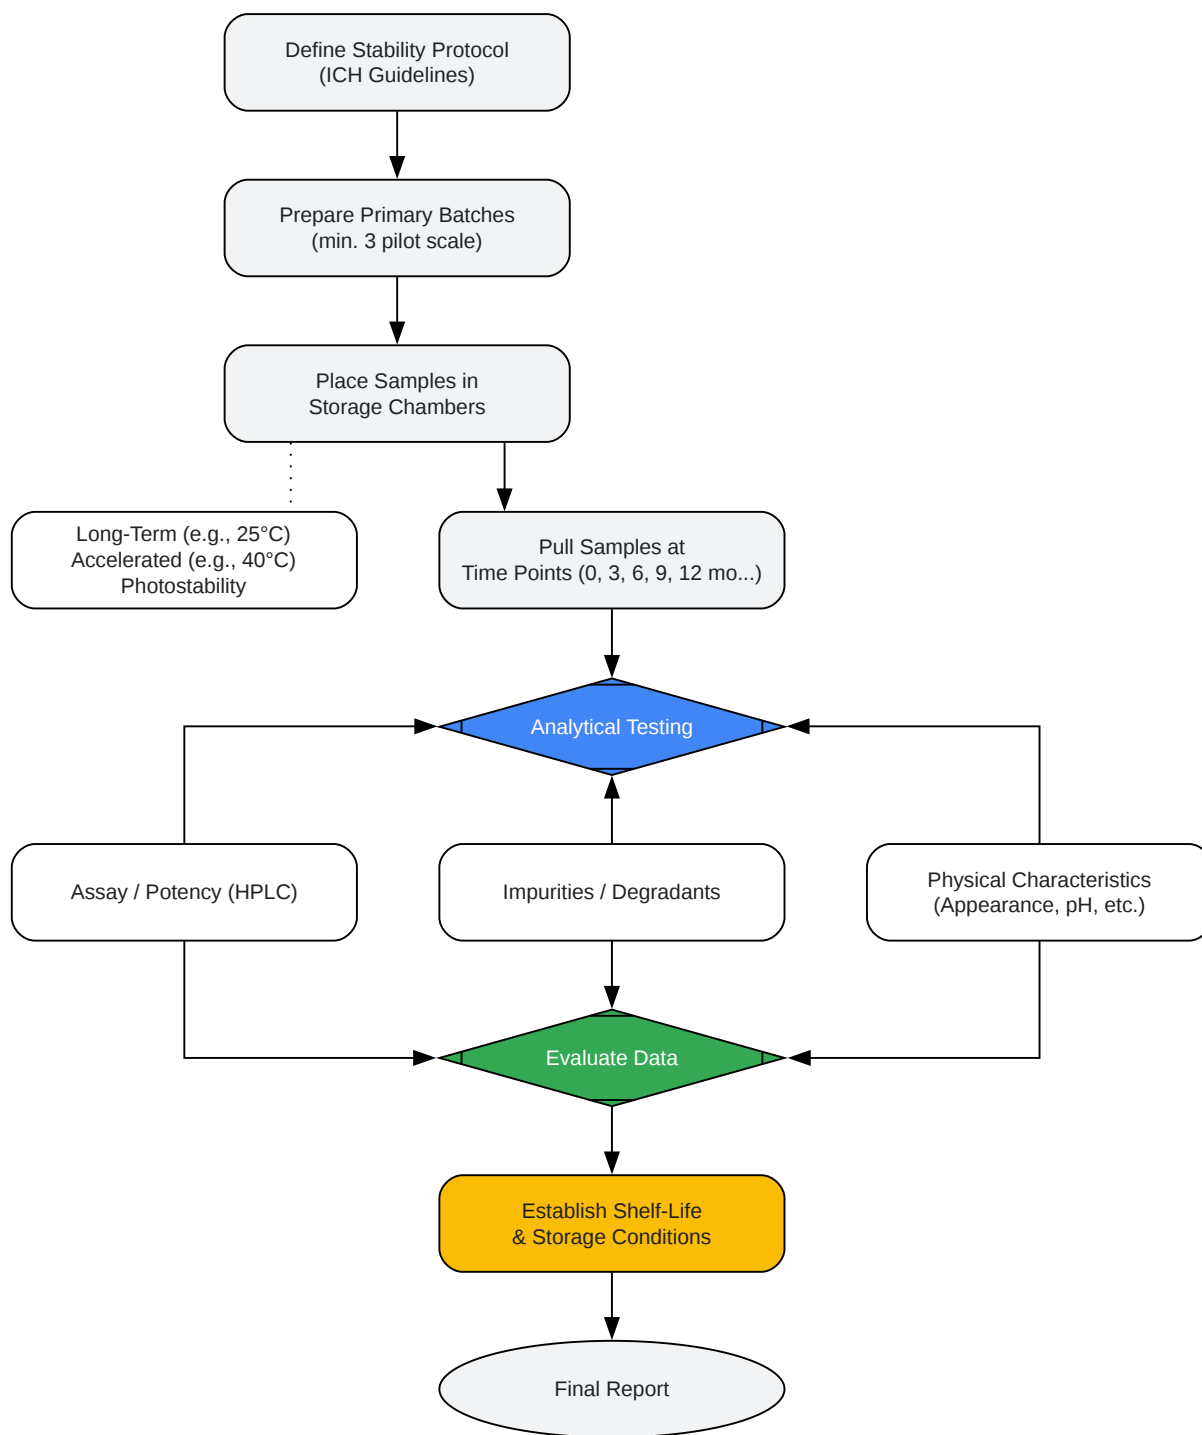 Define Stability Protocol
(ICH Guidelines)
Prepare Primary Batches
(min. 3 pilot scale)
Place Samples in
Storage Chambers
Long-Term (e.g., 25°C)
Accelerated (e.g., 40°C)
Photostability
Pull Samples at
Time Points (0, 3, 6, 9, 12 mo...)
Analytical Testing
Assay / Potency (HPLC)
Impurities / Degradants
Physical Characteristics
(Appearance, pH, etc.)
Evaluate Data
Establish Shelf-Life
& Storage Conditions
Final Report